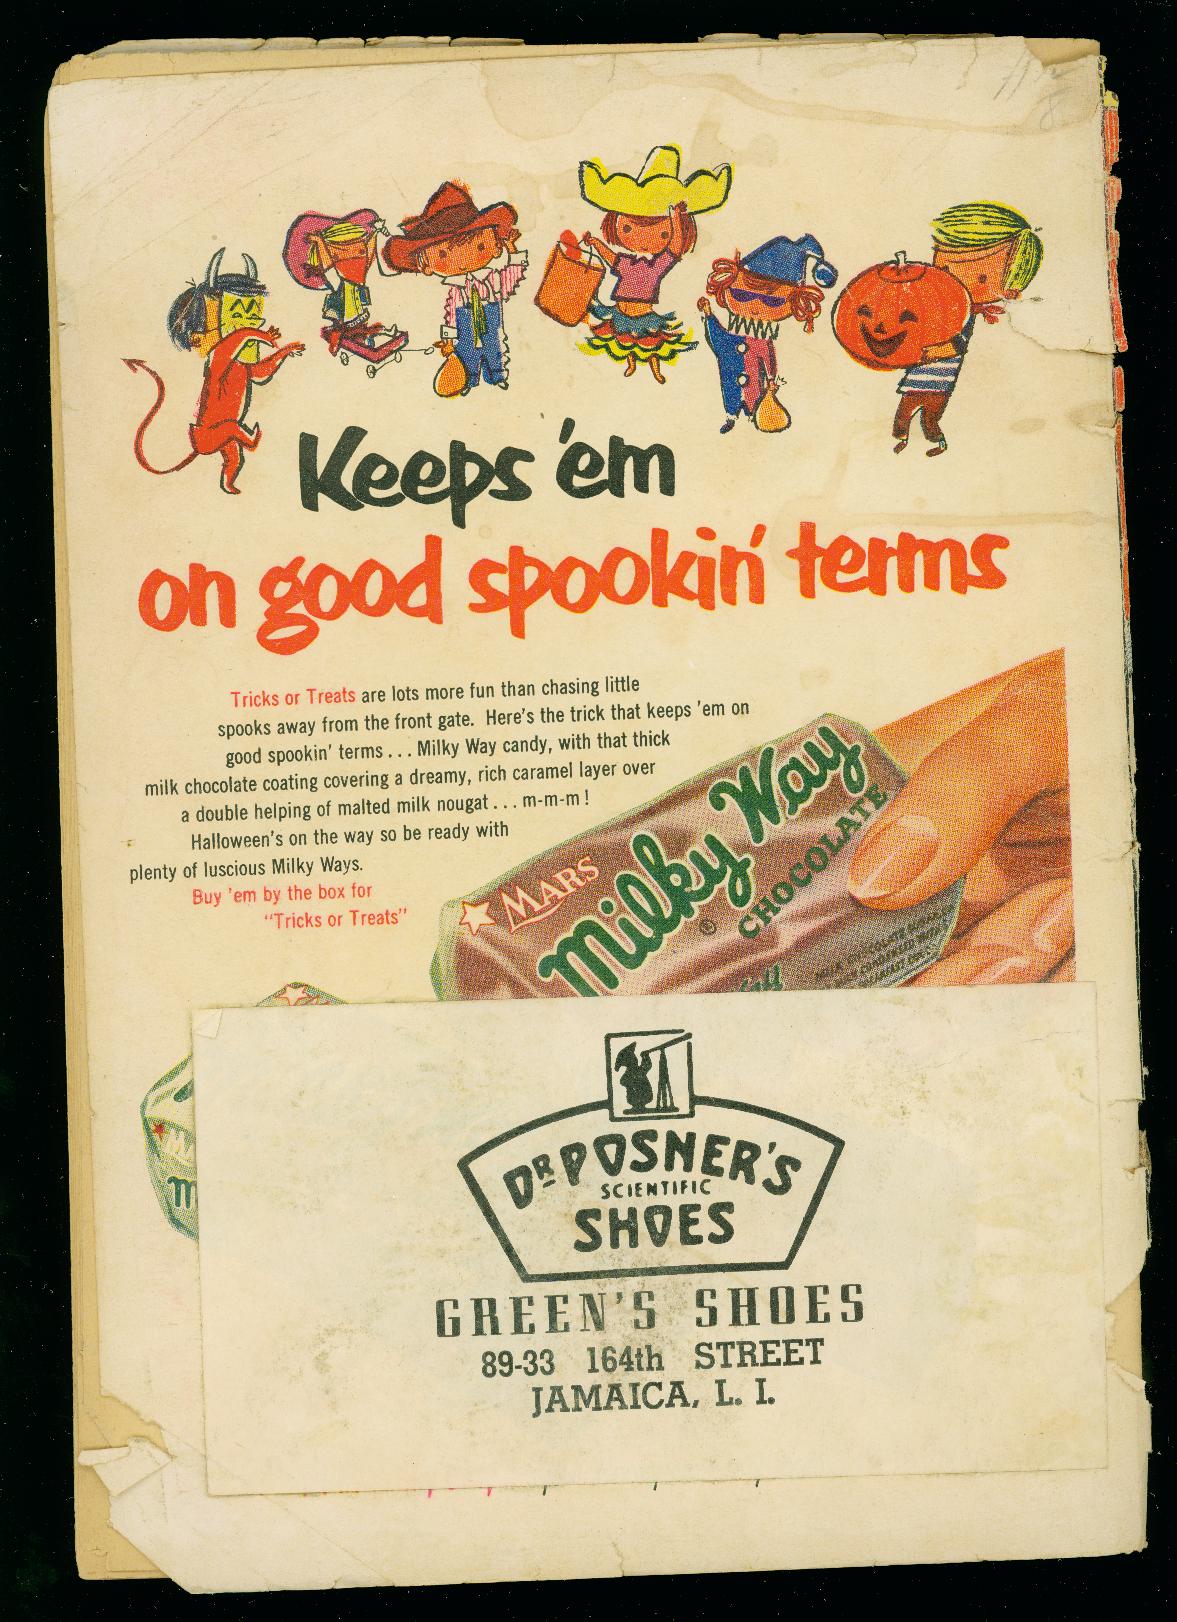 Keeps 'em
on good spookin' terms
Tricks or Treats are lots more fun than chasing little
spooks away from the front gate. Here's the trick that keeps 'em on
good spookin' terms . . . Milky Way candy, with that thick
milk chocolate coating covering a dreamy, rich caramel layer over
a double helping of malted milk nougat . . . m-m-m !
Halloween's on the way so be ready with
plenty of luscious Milky Ways.
Buy 'em by the box for
"Tricks or Treats"
MARS
Milky Way
®
CHOCOLATE
DR POSNER'S
SCIENTIFIC
SHOES
GREEN'S SHOES
89-33 164th STREET
JAMAICA, L. I.